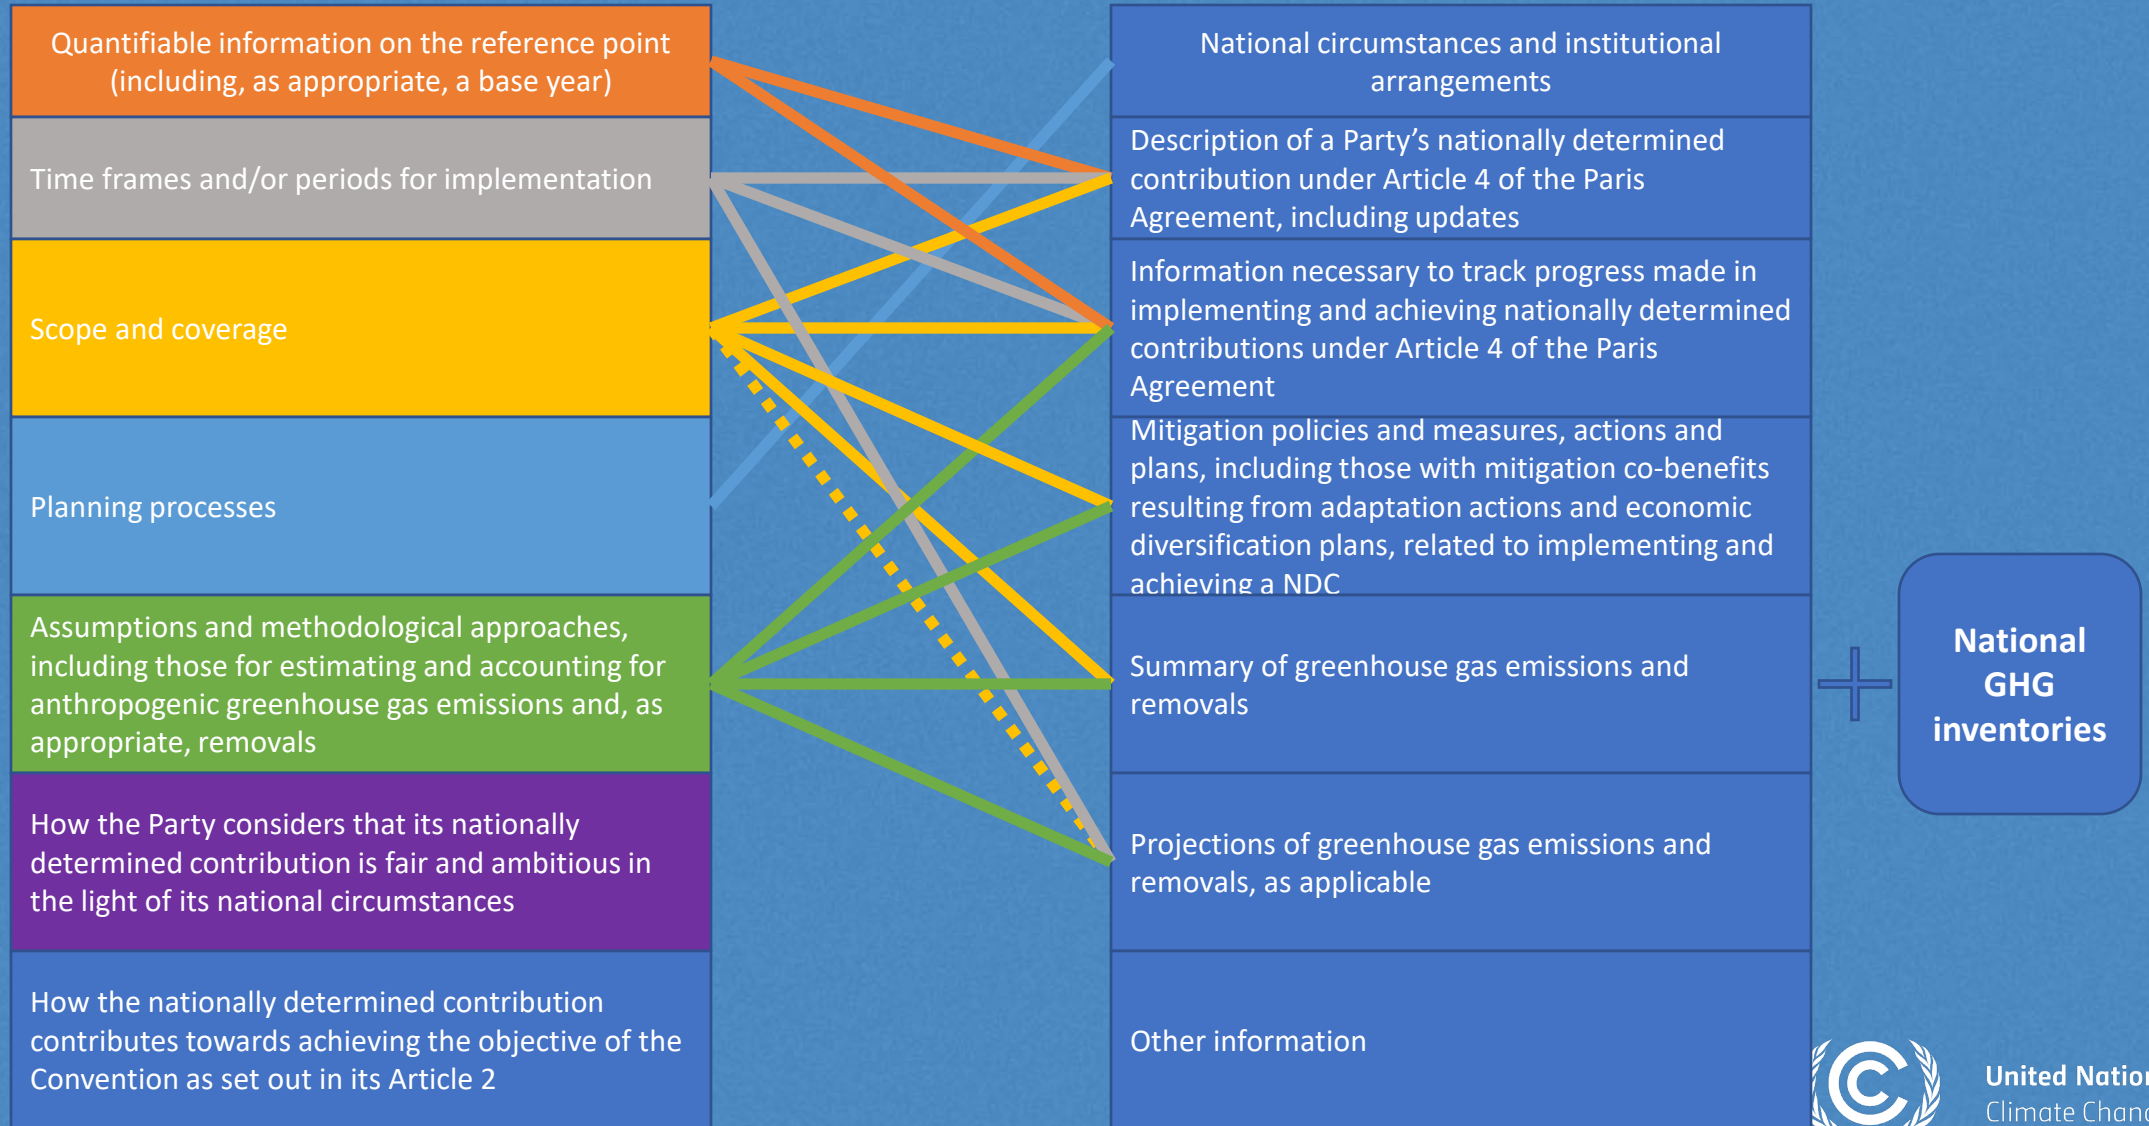 Quantifiable information on the reference point
(including, as appropriate, a base year)
Time frames and/or periods for implementation
Scope and coverage
Planning processes
Assumptions and methodological approaches,
including those for estimating and accounting for
anthropogenic greenhouse gas emissions and, as
appropriate, removals
How the Party considers that its nationally
determined contribution is fair and ambitious in
the light of its national circumstances
How the nationally determined contribution
contributes towards achieving the objective of the
Convention as set out in its Article 2
National circumstances and institutional
arrangements
Description of a Party’s nationally determined
contribution under Article 4 of the Paris
Agreement, including updates
Information necessary to track progress made in
implementing and achieving nationally determined
contributions under Article 4 of the Paris
Agreement
Mitigation policies and measures, actions and
plans, including those with mitigation co-benefits
resulting from adaptation actions and economic
diversification plans, related to implementing and
achieving a NDC
Summary of greenhouse gas emissions and
removals
Projections of greenhouse gas emissions and
removals, as applicable
Other information
National
GHG
inventories
United Nation
Climate Chang